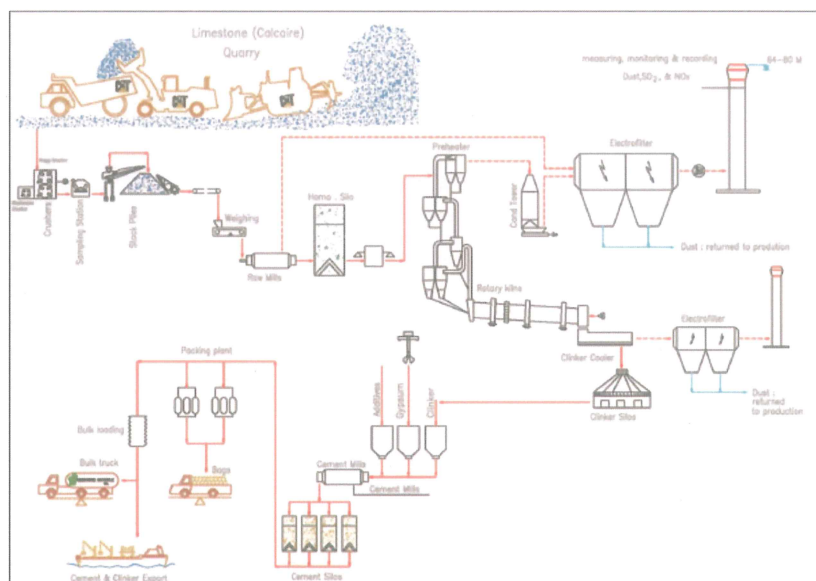 Limestone (Calcaire)
Quarry
measuring, monitoring & recording
Dust,SO2, & NOx
64-80 M
Crushers
Sampling Station
Stock Piles
Weighing
Raw Mills
Homo . Silo
Preheater
Cond Tower
Electrofilter
Dust : returned to prodution
Rotary Kilns
Clinker Cooler
Electrofilter
Dust :
returned
to production
Clinker Silos
Additives
Gypsum
Clinker
Cement Mills
Cement Mills
Cement Silos
Packing plant
Bulk loading
Bulk truck
Bags
Cement & Clinker Export